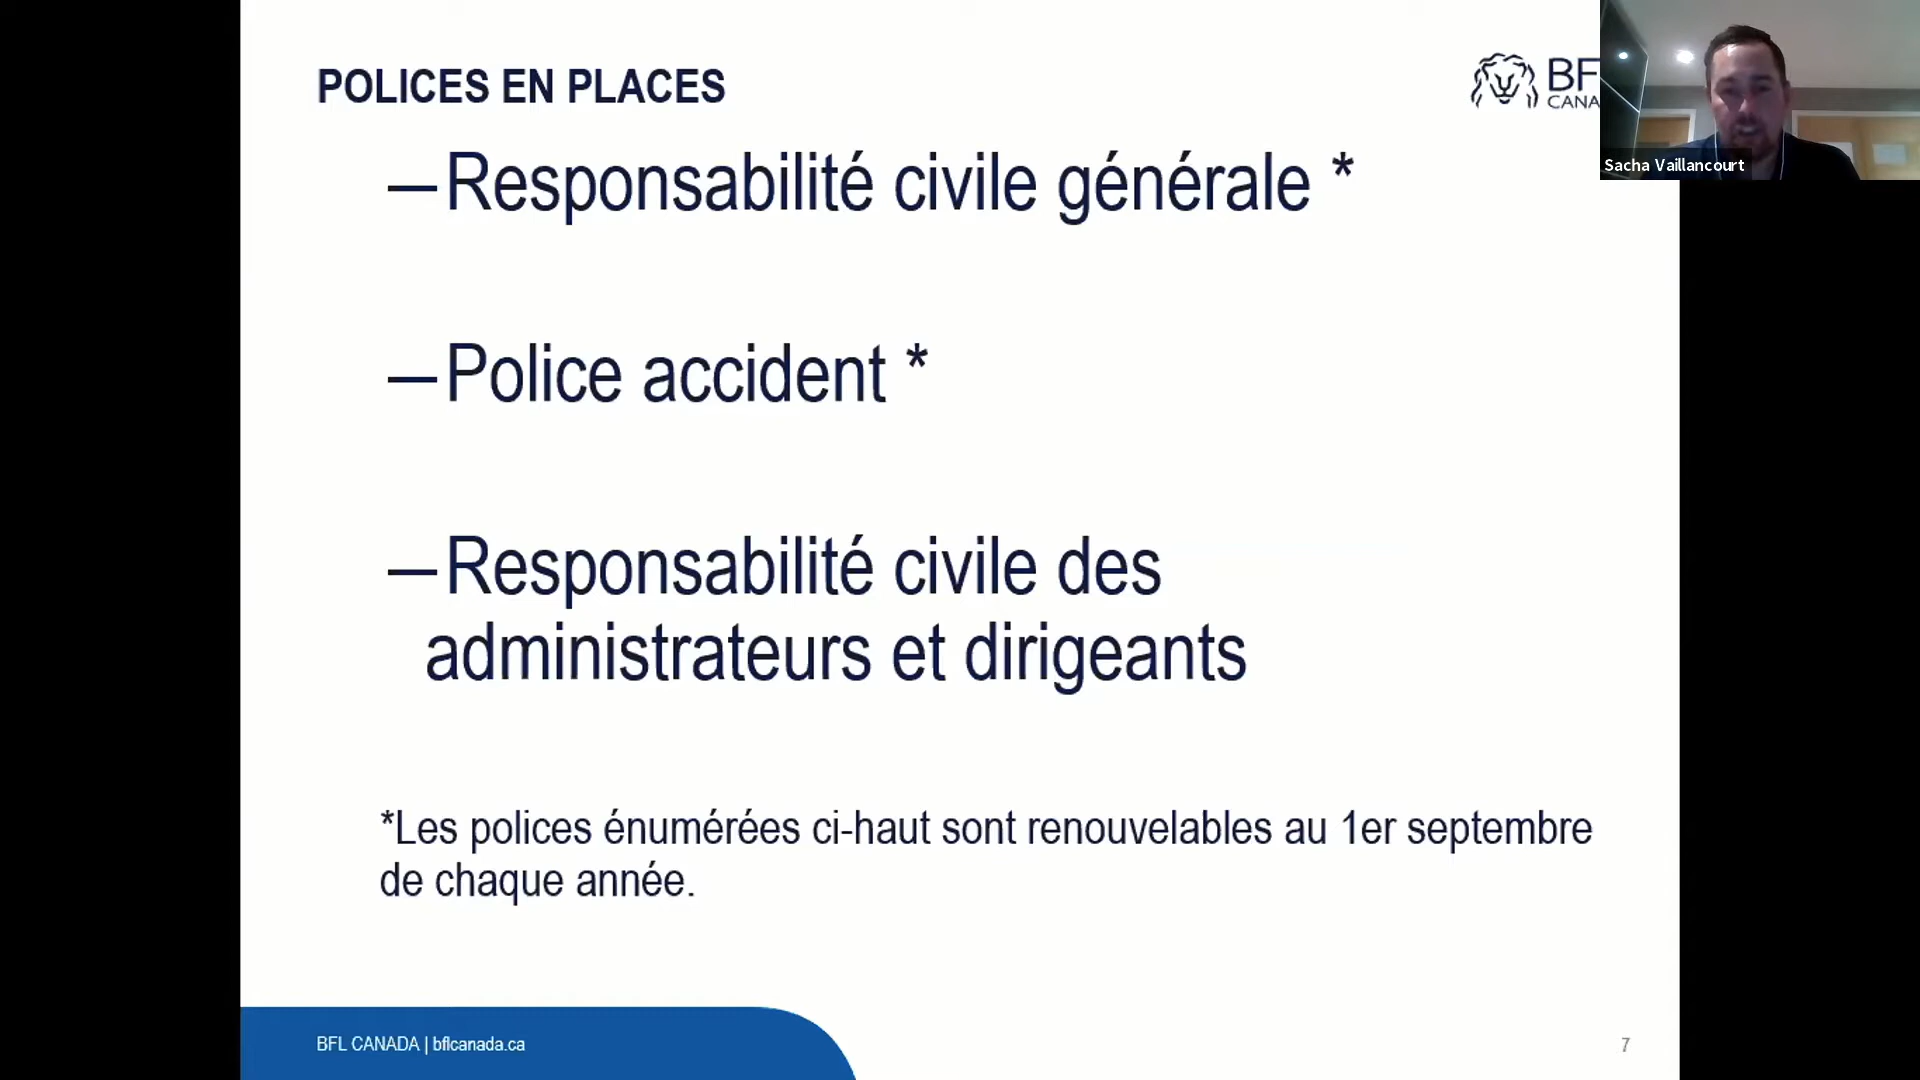 POLICES EN PLACES
BF
CANA
Sacha Vaillancourt
—Responsabilité civile générale *
—Police accident *
—Responsabilité civile des
administrateurs et dirigeants
*Les polices énumérées ci-haut sont renouvelables au 1er septembre
de chaque année.
BFL CANADA | bflcanada.ca
7